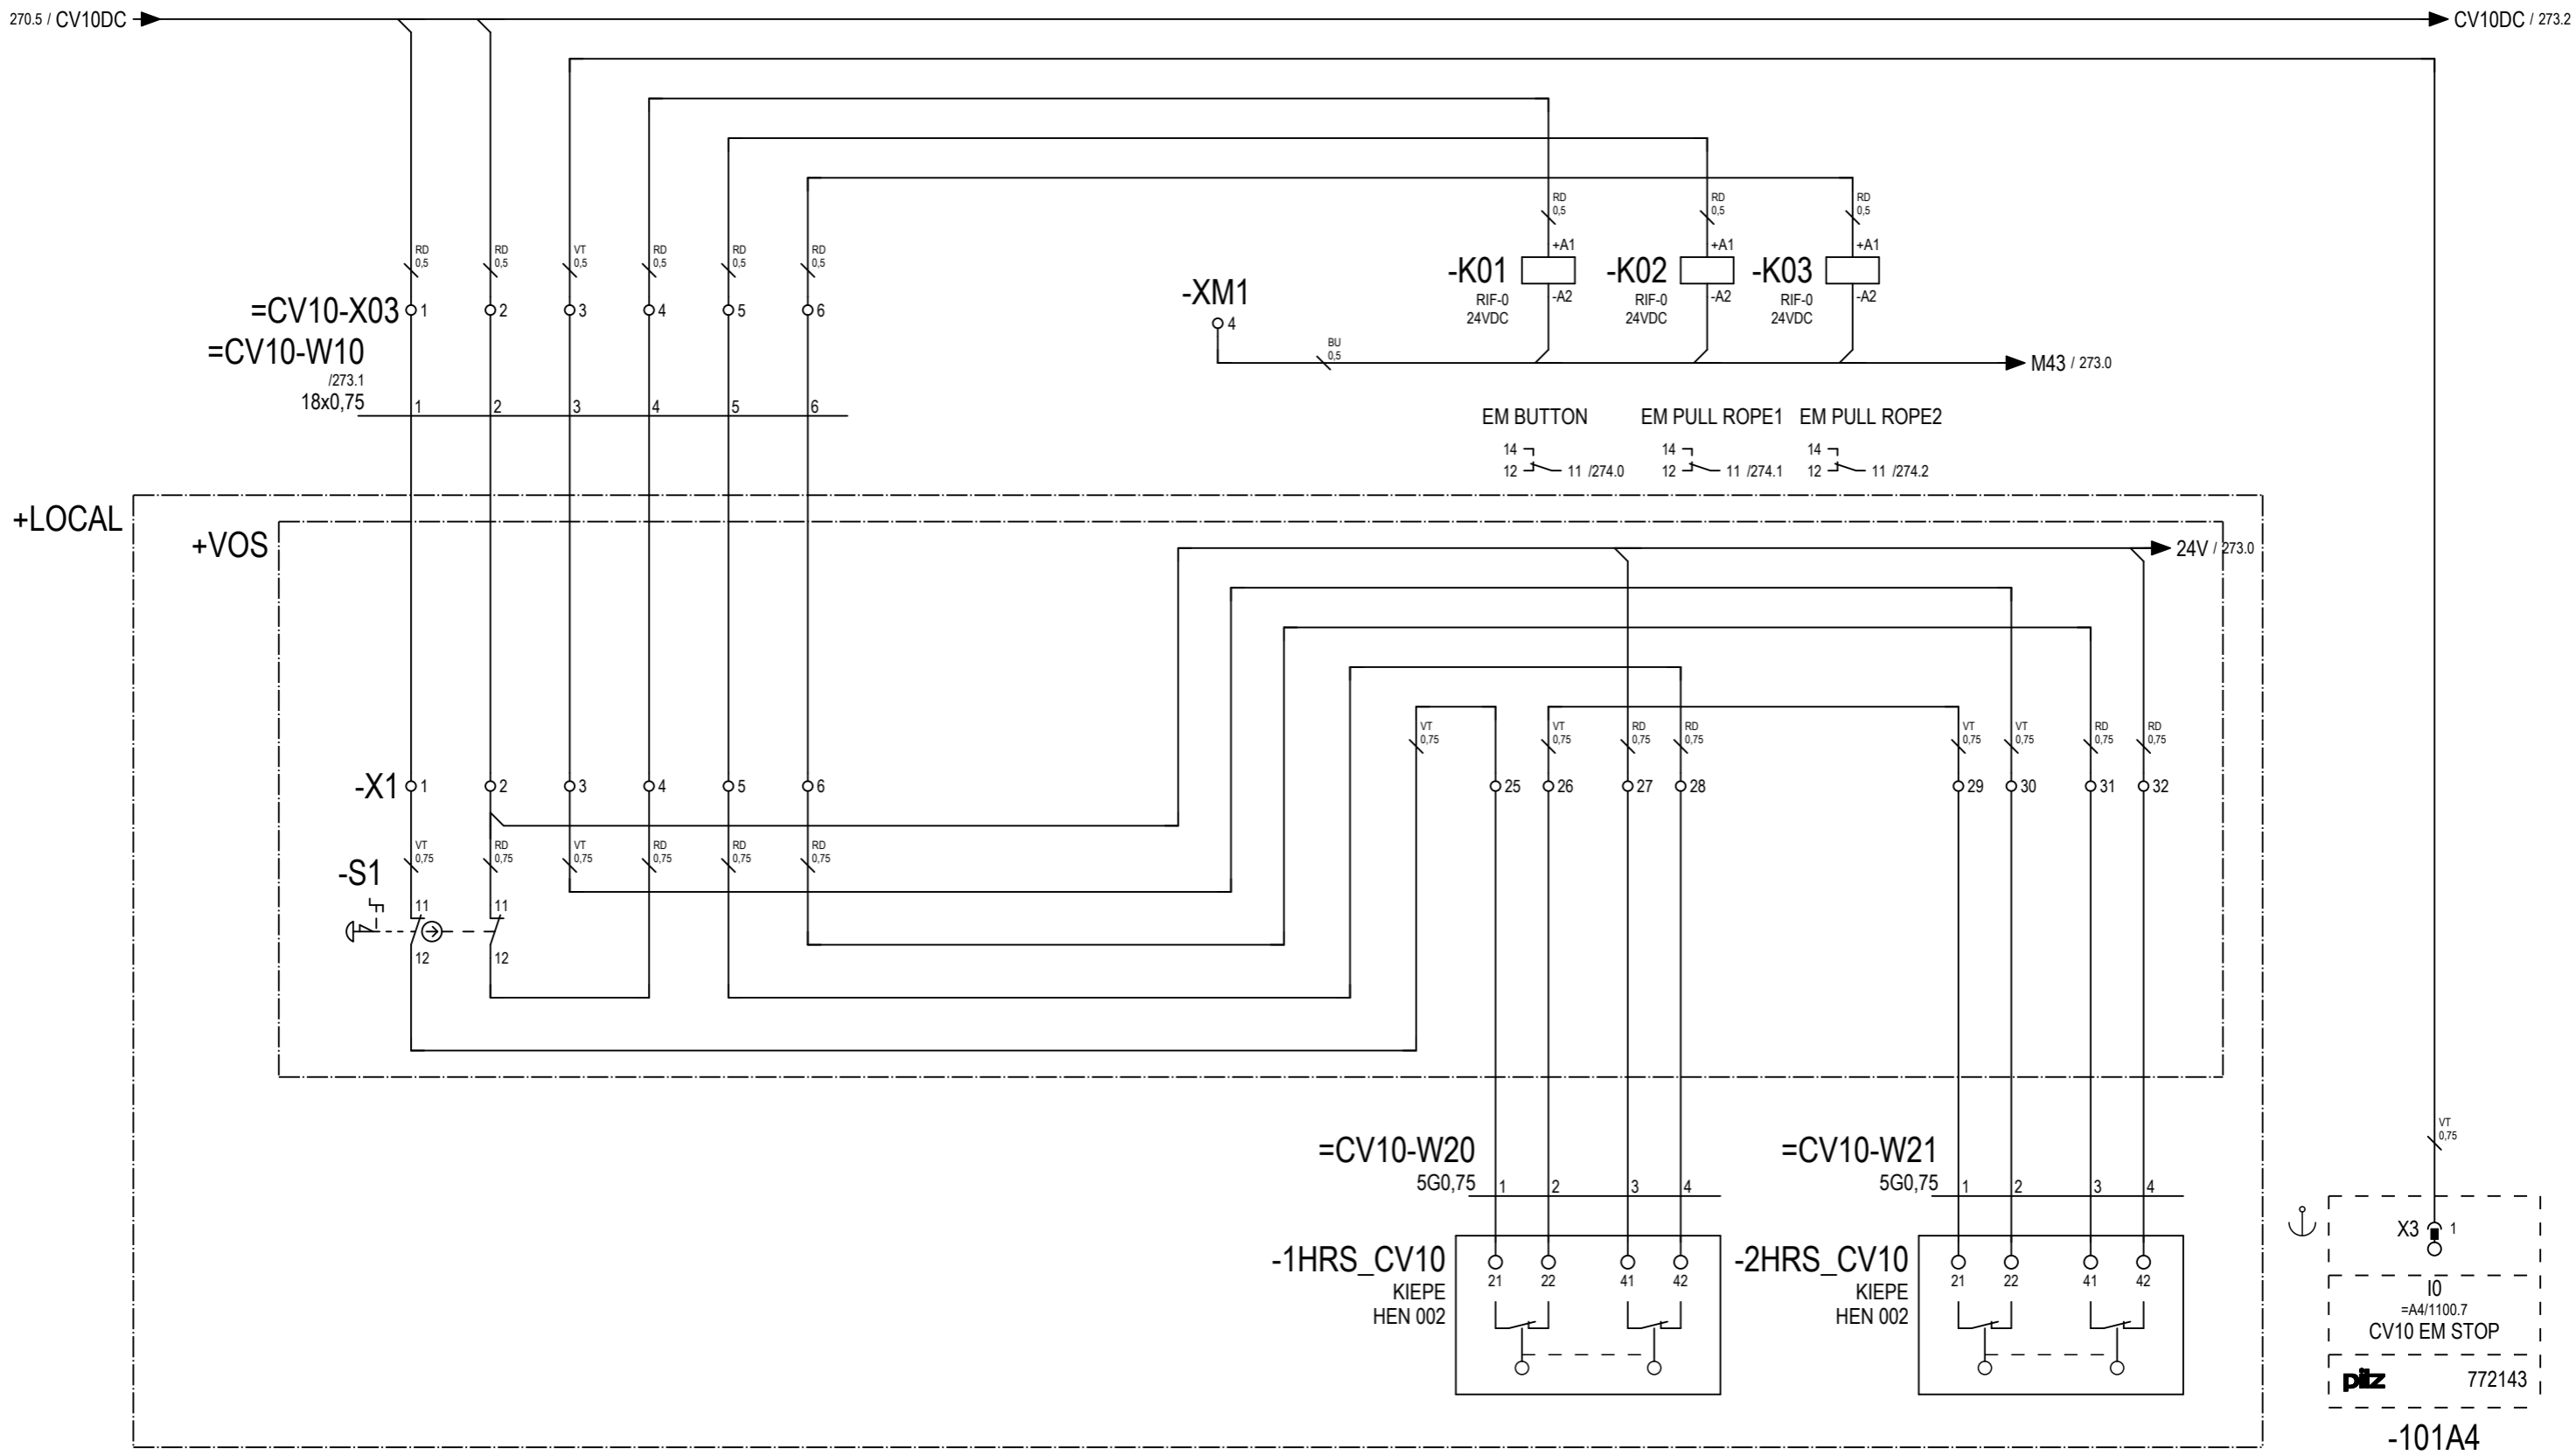 270.5 / CV10DC
CV10DC / 273.2
RD 0,5
RD 0,5
VT 0,5
RD 0,5
RD 0,5
RD 0,5
=CV10-X03 1 2 3 4 5 6
=CV10-W10
/273.1
18x0,75 1 2 3 4 5 6
RD 0,5
RD 0,5
RD 0,5
+A1 +A1 +A1
-K01 -K02 -K03
-A2 -A2 -A2
RIF-0 RIF-0 RIF-0
24VDC 24VDC 24VDC
-XM1
4
BU 0,5
M43 / 273.0
EM BUTTON EM PULL ROPE1 EM PULL ROPE2
14 14 14
12 11 /274.0 12 11 /274.1 12 11 /274.2
+LOCAL
+VOS
24V / 273.0
VT 0,75
VT 0,75
RD 0,75
RD 0,75
VT 0,75
VT 0,75
RD 0,75
RD 0,75
-X1 1 2 3 4 5 6 25 26 27 28 29 30 31 32
VT 0,75
RD 0,75
VT 0,75
RD 0,75
RD 0,75
RD 0,75
-S1
11 11
12 12
=CV10-W20
5G0,75 1 2 3 4
=CV10-W21
5G0,75 1 2 3 4
-1HRS_CV10
KIEPE
HEN 002
21 22 41 42
-2HRS_CV10
KIEPE
HEN 002
21 22 41 42
VT 0,75
X3 1
I0
=A4/1100.7
CV10 EM STOP
pilz 772143
-101A4